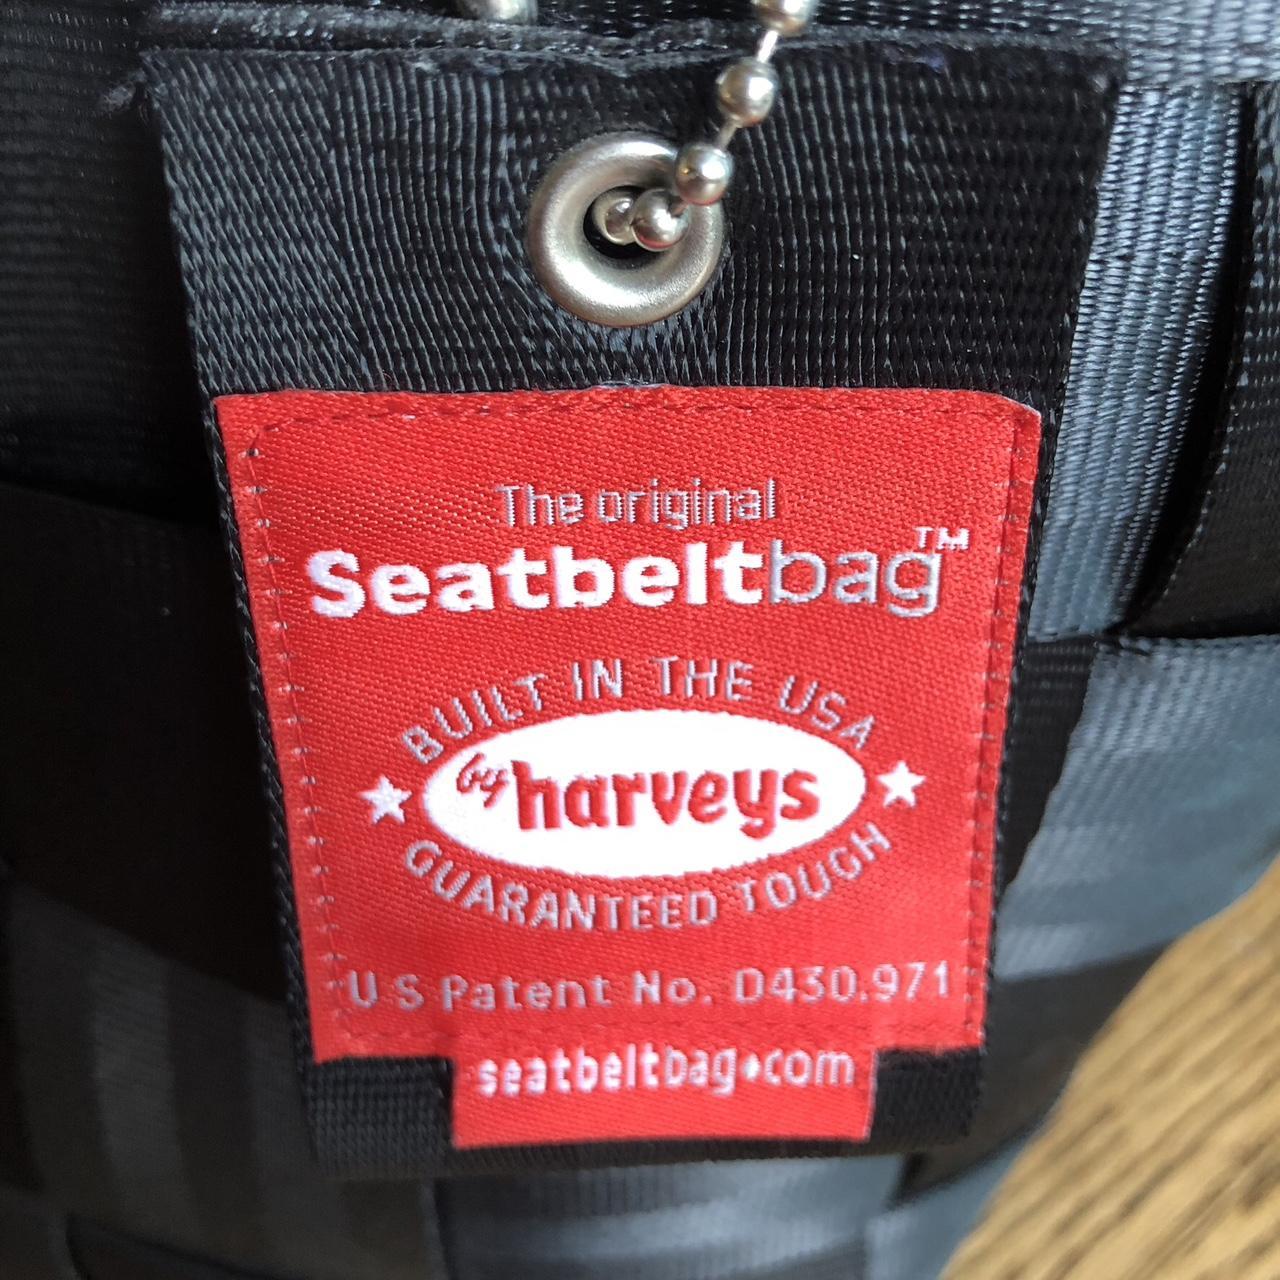 The original
Seatbeltbag™
BUILT IN THE USA
by harveys
GUARANTEED TOUGH
U S Patent No. D430,971
seatbeltbag•com